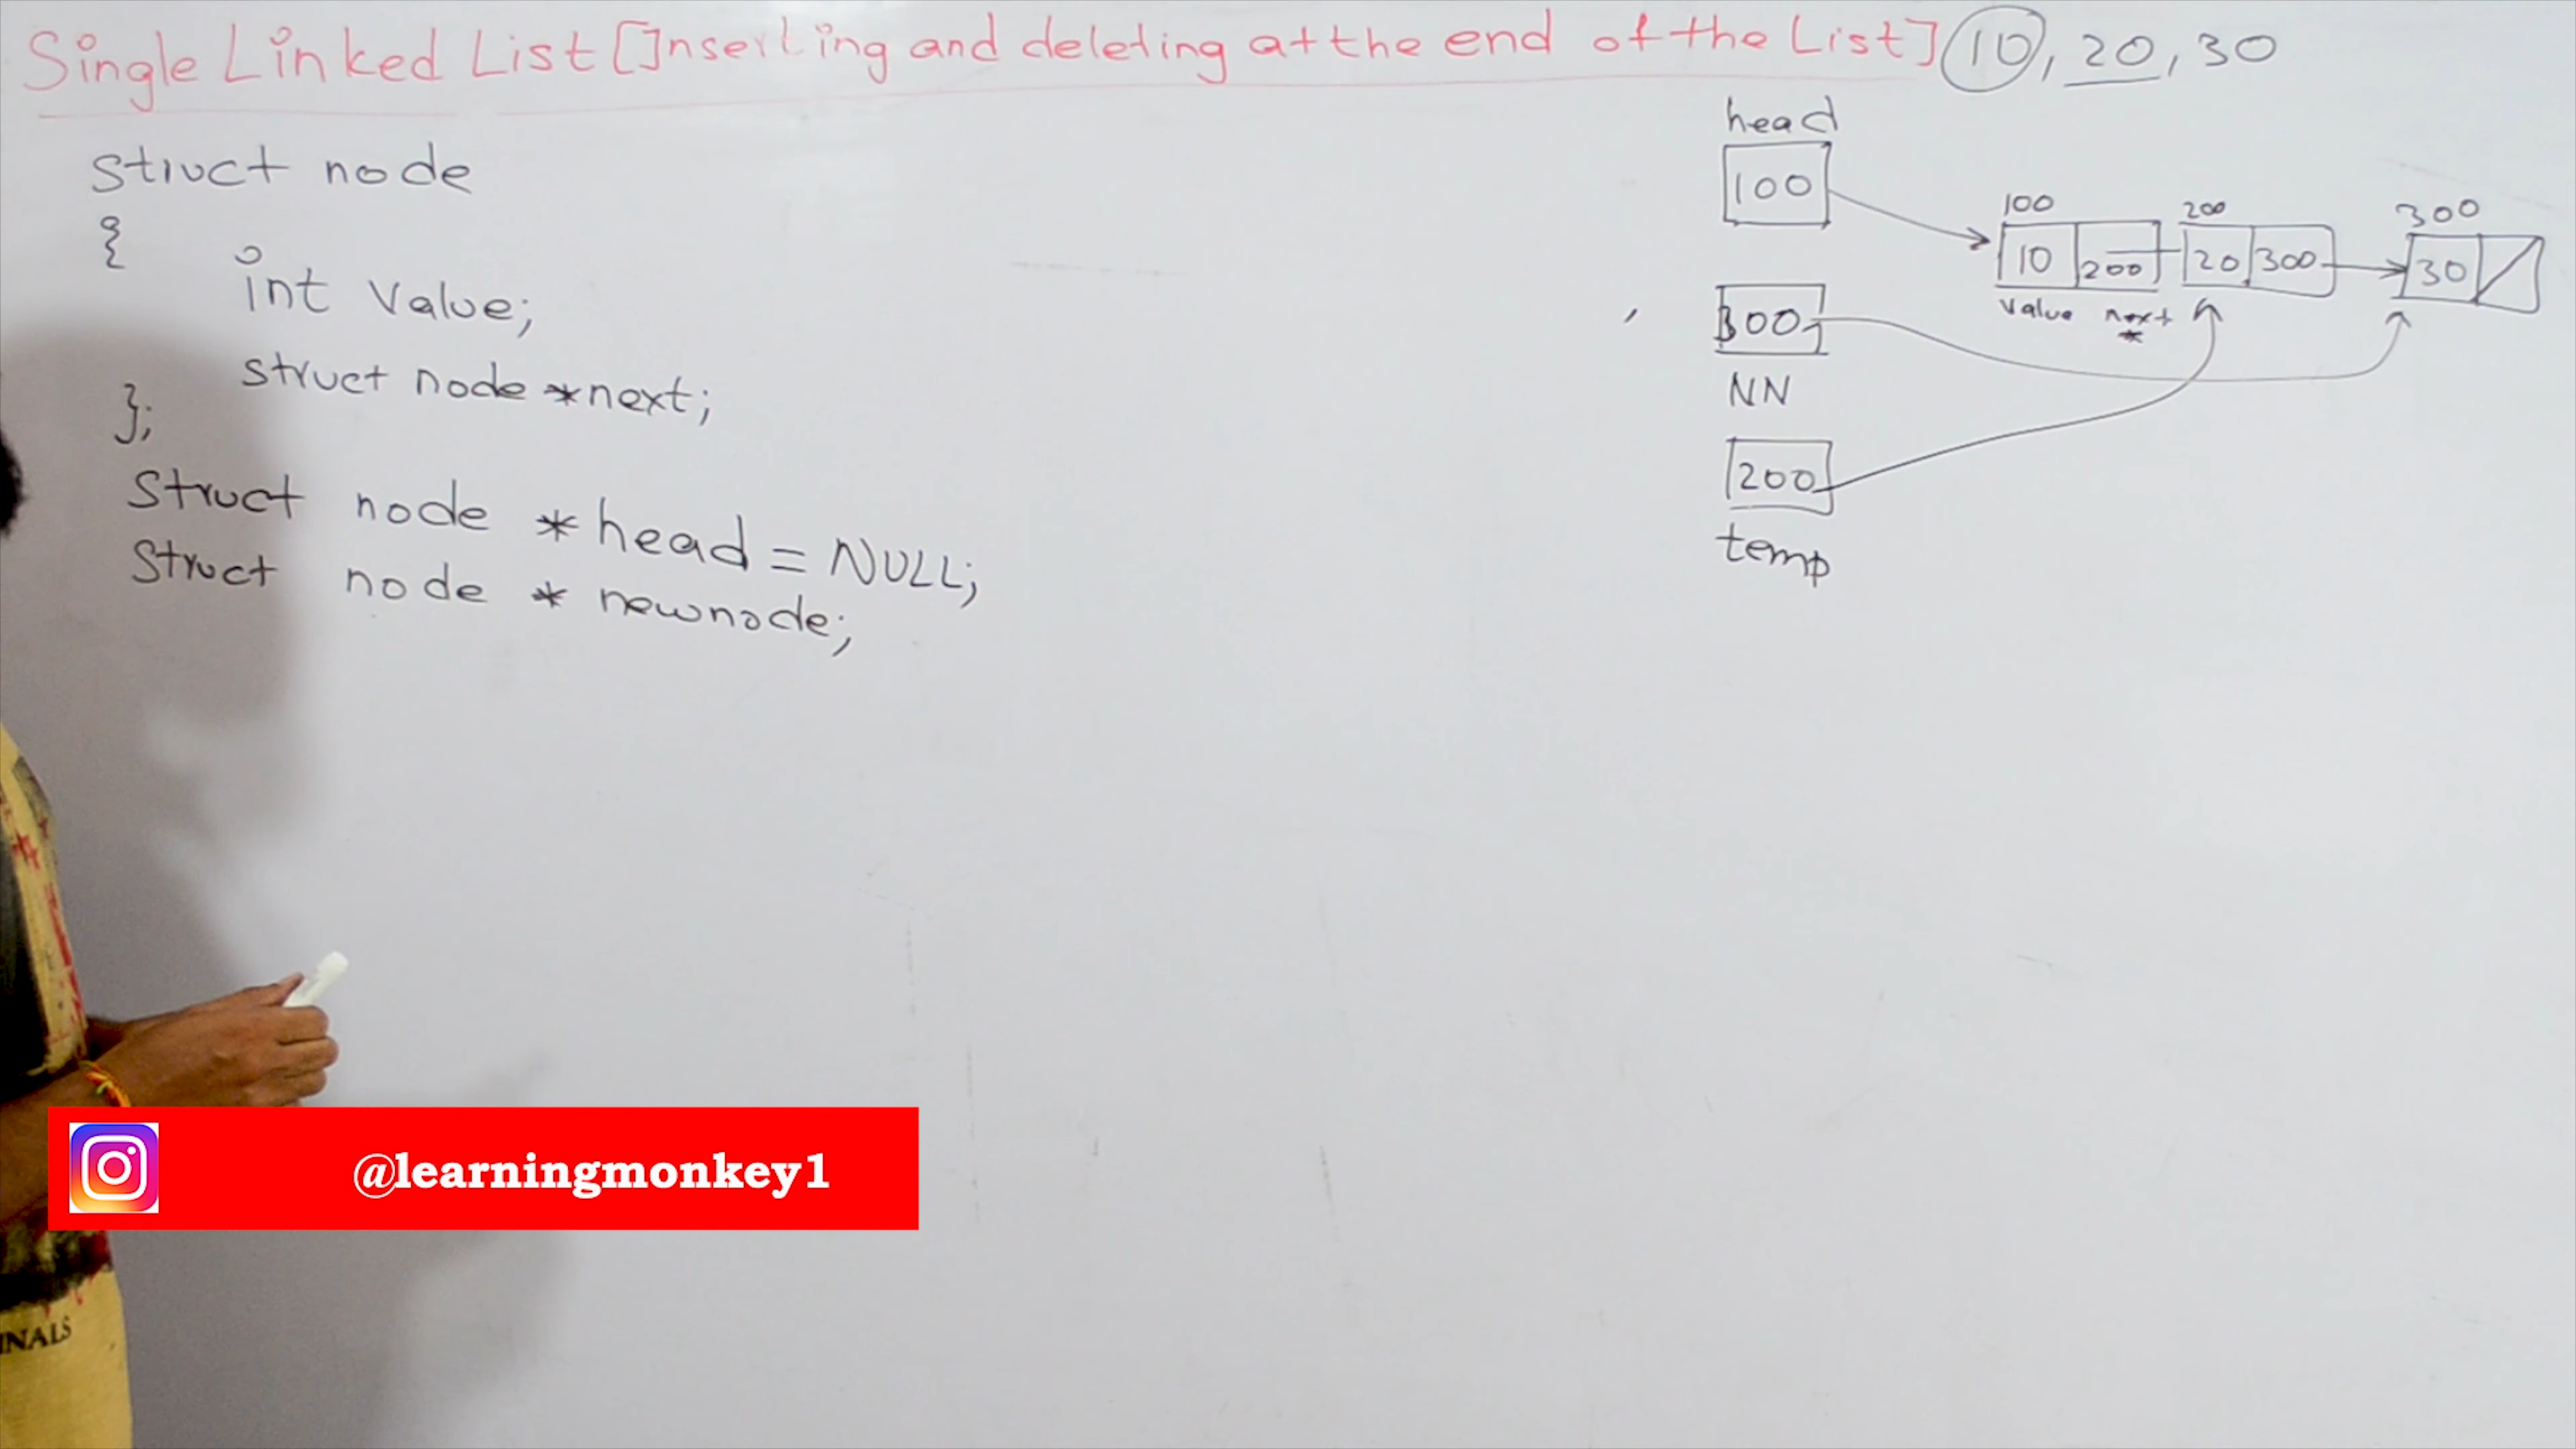 Single Linked List [Inserting and deleting at the end of the List] 10, 20, 30
struct node
{
int value;
struct node *next;
};
struct node *head = NULL;
struct node * newnode;
head
100
100 200 300
10 200 20 300 30
value next
*
300
NN
200
temp
@learningmonkey1
INALS